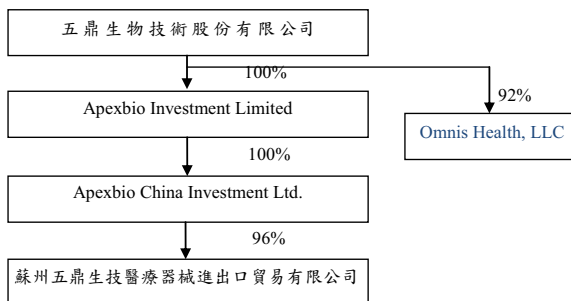 五鼎生物技術股份有限公司
100%
92%
Apexbio Investment Limited
Omnis Health, LLC
100%
Apexbio China Investment Ltd.
96%
蘇州五鼎生技醫療器械進出口貿易有限公司